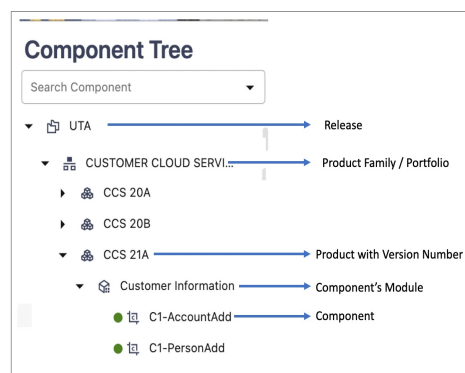 Component Tree
Search Component
UTA Release
CUSTOMER CLOUD SERVI... Product Family / Portfolio
CCS 20A
CCS 20B
CCS 21A Product with Version Number
Customer Information Component's Module
C1-AccountAdd Component
C1-PersonAdd